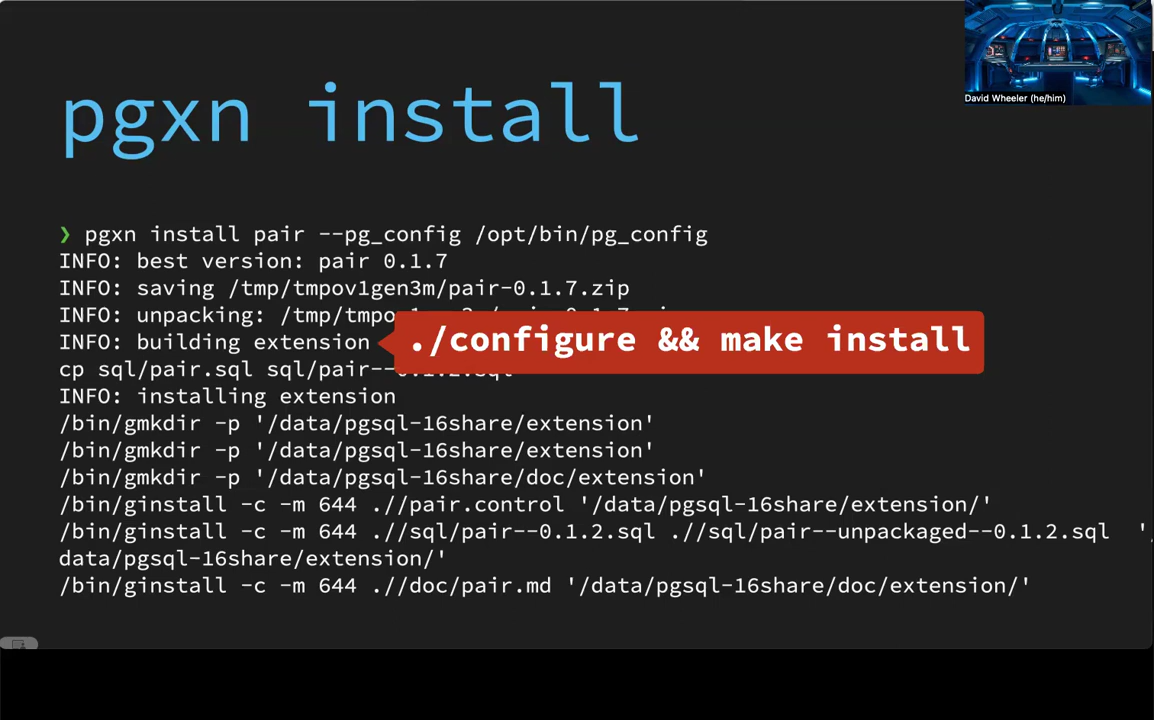 David Wheeler (he/him)
pgxn install
❯ pgxn install pair --pg_config /opt/bin/pg_config
INFO: best version: pair 0.1.7
INFO: saving /tmp/tmpov1gen3m/pair-0.1.7.zip
INFO: unpacking: /tmp/tmpo
INFO: building extension
./configure && make install
cp sql/pair.sql sql/pair--0.1.2.sql
INFO: installing extension
/bin/gmkdir -p '/data/pgsql-16share/extension'
/bin/gmkdir -p '/data/pgsql-16share/extension'
/bin/gmkdir -p '/data/pgsql-16share/doc/extension'
/bin/ginstall -c -m 644 .//pair.control '/data/pgsql-16share/extension/'
/bin/ginstall -c -m 644 .//sql/pair--0.1.2.sql .//sql/pair--unpackaged--0.1.2.sql '/
data/pgsql-16share/extension/'
/bin/ginstall -c -m 644 .//doc/pair.md '/data/pgsql-16share/doc/extension/'